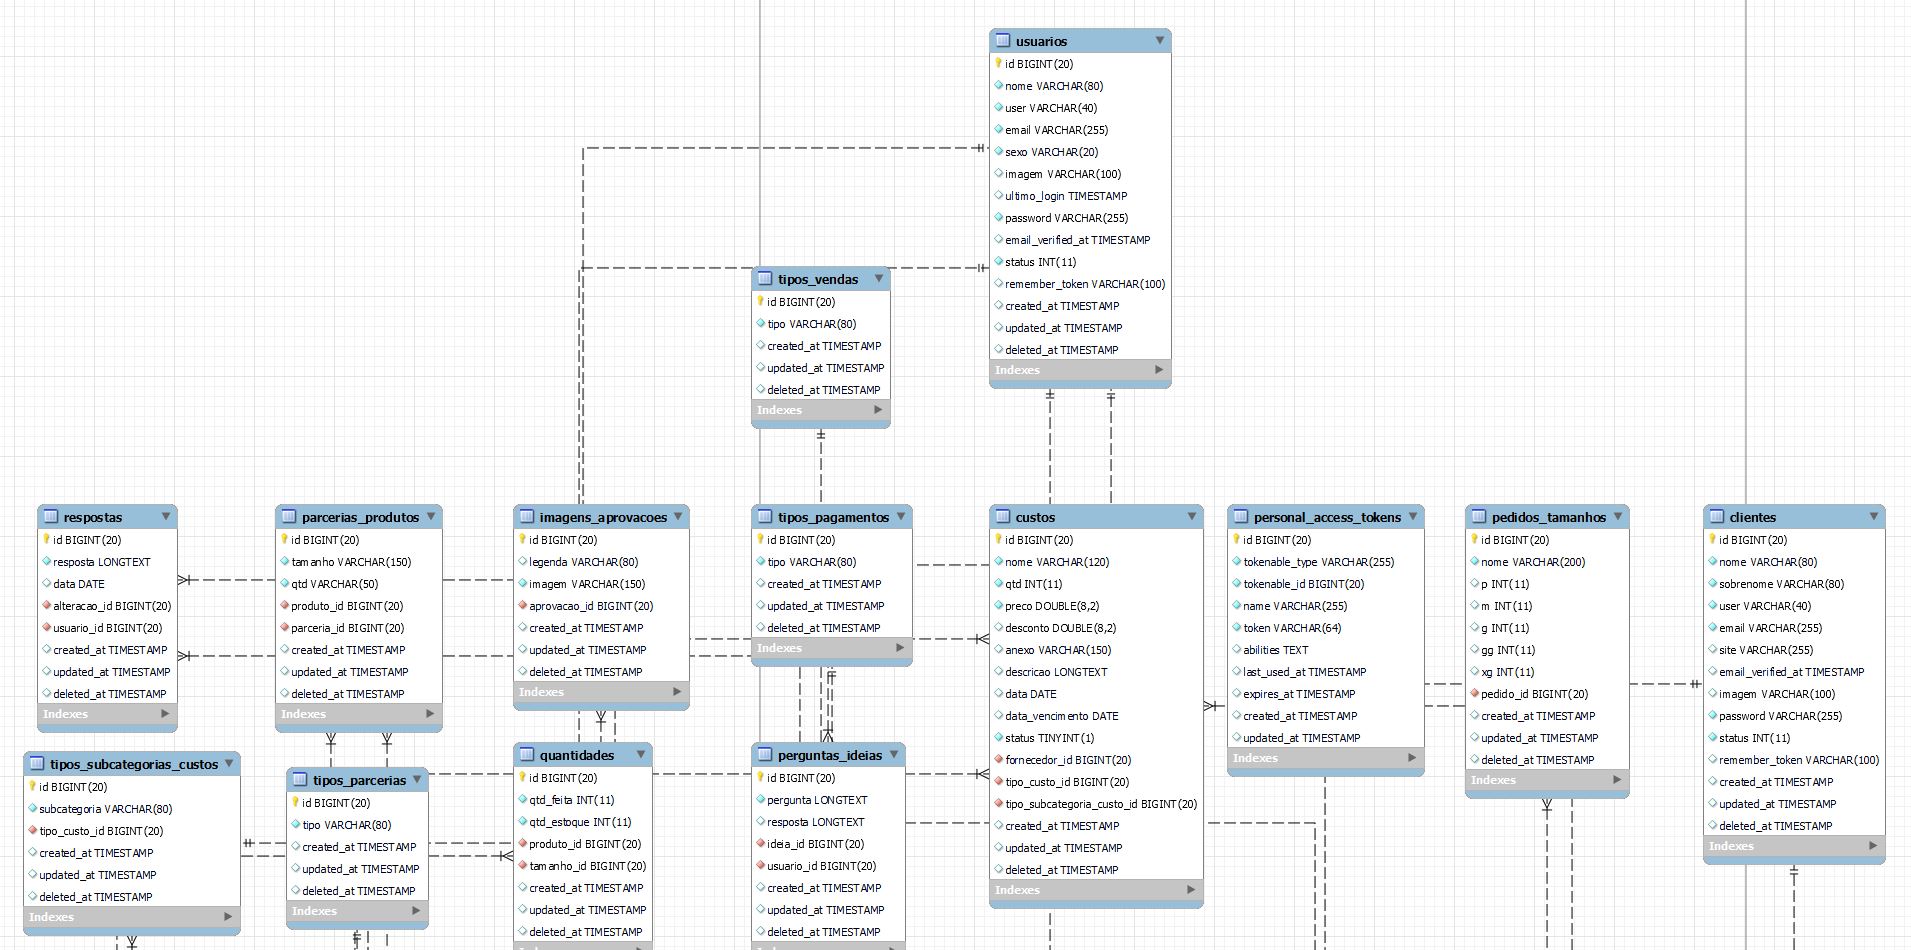 usuarios
id BIGINT(20)
nome VARCHAR(80)
user VARCHAR(40)
email VARCHAR(255)
sexo VARCHAR(20)
imagem VARCHAR(100)
ultimo_login TIMESTAMP
password VARCHAR(255)
email_verified_at TIMESTAMP
status INT(11)
remember_token VARCHAR(100)
created_at TIMESTAMP
updated_at TIMESTAMP
deleted_at TIMESTAMP
Indexes
tipos_vendas
id BIGINT(20)
tipo VARCHAR(80)
created_at TIMESTAMP
updated_at TIMESTAMP
deleted_at TIMESTAMP
Indexes
respostas
id BIGINT(20)
resposta LONGTEXT
data DATE
alteracao_id BIGINT(20)
usuario_id BIGINT(20)
created_at TIMESTAMP
updated_at TIMESTAMP
deleted_at TIMESTAMP
Indexes
parcerias_produtos
id BIGINT(20)
tamanho VARCHAR(150)
qtd VARCHAR(50)
produto_id BIGINT(20)
parceria_id BIGINT(20)
created_at TIMESTAMP
updated_at TIMESTAMP
deleted_at TIMESTAMP
Indexes
imagens_aprovacoes
id BIGINT(20)
legenda VARCHAR(80)
imagem VARCHAR(150)
aprovacao_id BIGINT(20)
created_at TIMESTAMP
updated_at TIMESTAMP
deleted_at TIMESTAMP
Indexes
tipos_pagamentos
id BIGINT(20)
tipo VARCHAR(80)
created_at TIMESTAMP
updated_at TIMESTAMP
deleted_at TIMESTAMP
Indexes
custos
id BIGINT(20)
nome VARCHAR(120)
qtd INT(11)
preco DOUBLE(8,2)
desconto DOUBLE(8,2)
anexo VARCHAR(150)
descricao LONGTEXT
data DATE
data_vencimento DATE
status TINYINT(1)
fornecedor_id BIGINT(20)
tipo_custo_id BIGINT(20)
tipo_subcategoria_custo_id BIGINT(20)
created_at TIMESTAMP
updated_at TIMESTAMP
deleted_at TIMESTAMP
Indexes
personal_access_tokens
id BIGINT(20)
tokenable_type VARCHAR(255)
tokenable_id BIGINT(20)
name VARCHAR(255)
token VARCHAR(64)
abilities TEXT
last_used_at TIMESTAMP
expires_at TIMESTAMP
created_at TIMESTAMP
updated_at TIMESTAMP
Indexes
pedidos_tamanhos
id BIGINT(20)
nome VARCHAR(200)
p INT(11)
m INT(11)
g INT(11)
gg INT(11)
xg INT(11)
pedido_id BIGINT(20)
created_at TIMESTAMP
updated_at TIMESTAMP
deleted_at TIMESTAMP
Indexes
clientes
id BIGINT(20)
nome VARCHAR(80)
sobrenome VARCHAR(80)
user VARCHAR(40)
email VARCHAR(255)
site VARCHAR(255)
email_verified_at TIMESTAMP
imagem VARCHAR(100)
password VARCHAR(255)
status INT(11)
remember_token VARCHAR(100)
created_at TIMESTAMP
updated_at TIMESTAMP
deleted_at TIMESTAMP
Indexes
tipos_subcategorias_custos
id BIGINT(20)
subcategoria VARCHAR(80)
tipo_custo_id BIGINT(20)
created_at TIMESTAMP
updated_at TIMESTAMP
deleted_at TIMESTAMP
Indexes
tipos_parcerias
id BIGINT(20)
tipo VARCHAR(80)
created_at TIMESTAMP
updated_at TIMESTAMP
deleted_at TIMESTAMP
Indexes
quantidades
id BIGINT(20)
qtd_feita INT(11)
qtd_estoque INT(11)
produto_id BIGINT(20)
tamanho_id BIGINT(20)
created_at TIMESTAMP
updated_at TIMESTAMP
deleted_at TIMESTAMP
perguntas_ideias
id BIGINT(20)
pergunta LONGTEXT
resposta LONGTEXT
ideia_id BIGINT(20)
usuario_id BIGINT(20)
created_at TIMESTAMP
updated_at TIMESTAMP
deleted_at TIMESTAMP